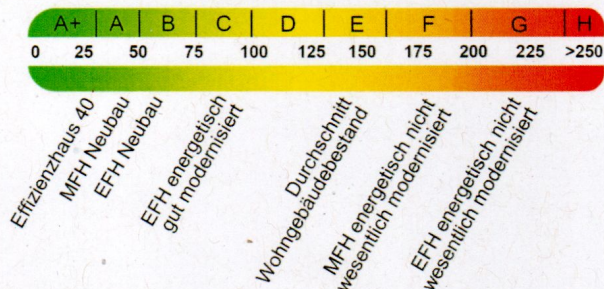 A+ A B C D E F G H
0 25 50 75 100 125 150 175 200 225 >250
Effizienzhaus 40
MFH Neubau
EFH Neubau
EFH energetisch
gut modernisiert
Durchschnitt
Wohngebäudebestand
MFH energetisch nicht
wesentlich modernisiert
EFH energetisch nicht
wesentlich modernisiert